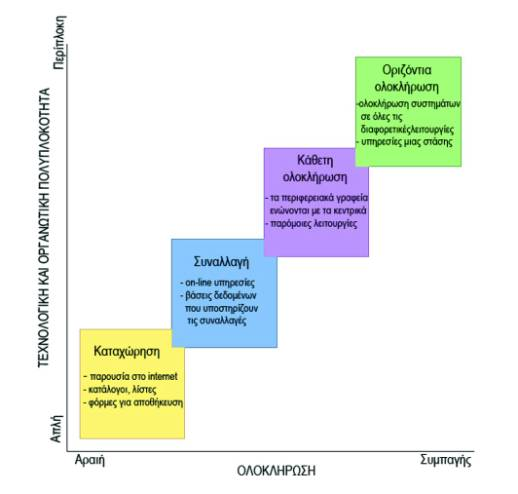 Περίπλοκη
ΤΕΧΝΟΛΟΓΙΚΗ ΚΑΙ ΟΡΓΑΝΩΤΙΚΗ ΠΟΛΥΠΛΟΚΟΤΗΤΑ
Απλή
Οριζόντια
ολοκλήρωση
-ολοκλήρωση συστημάτων
σε όλες τις
διαφορετικέςλειτουργίες
- υπηρεσίες μιας στάσης
Κάθετη
ολοκλήρωση
- τα περιφερειακά γραφεία
ενώνονται με τα κεντρικά
- παρόμοιες λειτουργίες
Συναλλαγή
- on-line υπηρεσίες
- βάσεις δεδομένων
που υποστηρίζουν
τις συναλλαγές
Καταχώρηση
- παρουσία στο internet
- κατάλογοι, λίστες
- φόρμες για αποθήκευση
Αραιή
Συμπαγής
ΟΛΟΚΛΗΡΩΣΗ